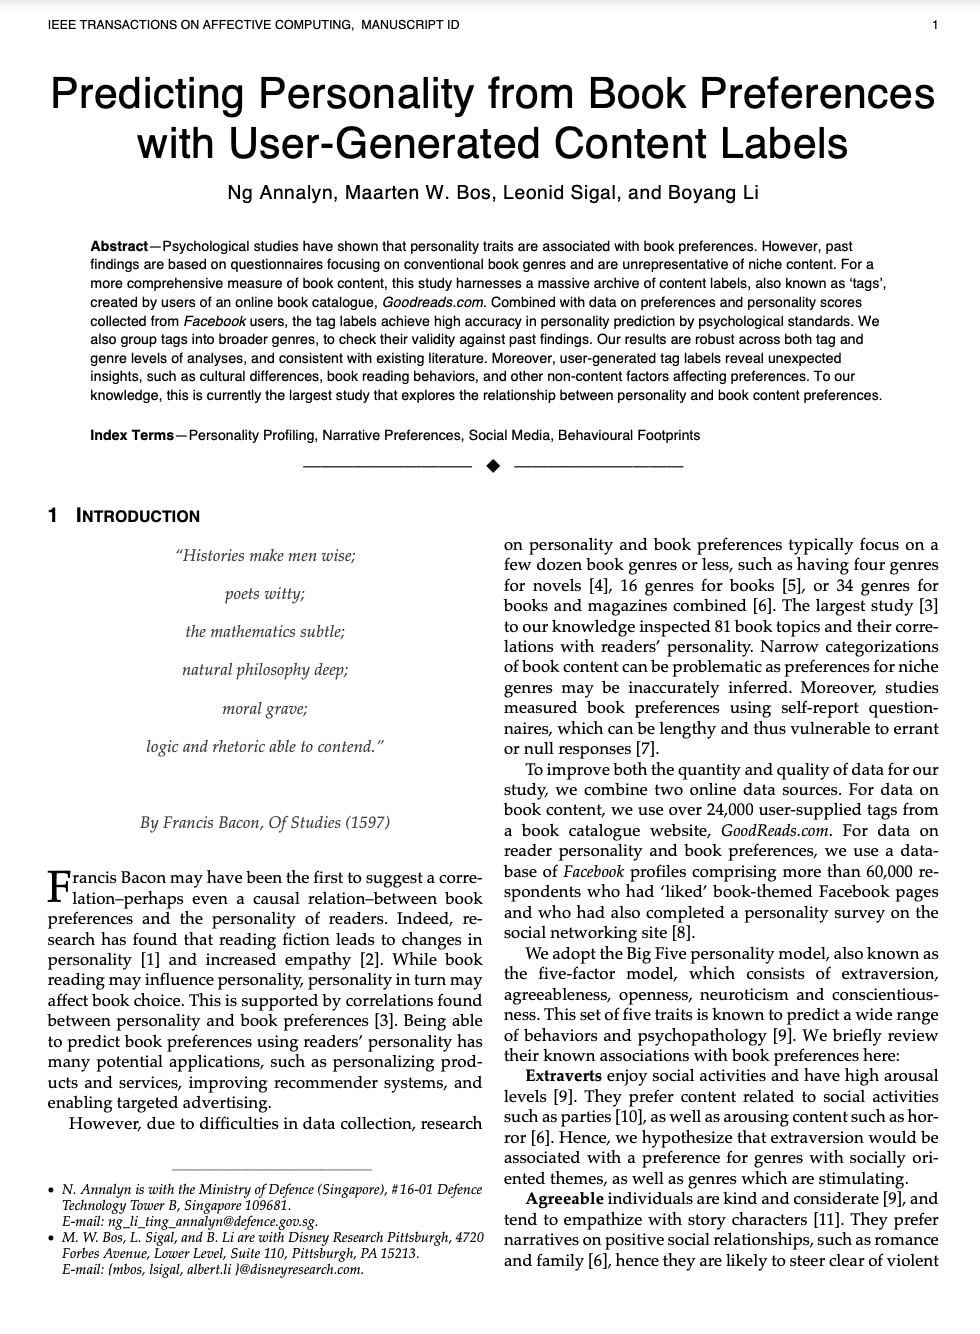 IEEE TRANSACTIONS ON AFFECTIVE COMPUTING, MANUSCRIPT ID
1
Predicting Personality from Book Preferences
with User-Generated Content Labels
Ng Annalyn, Maarten W. Bos, Leonid Sigal, and Boyang Li
Abstract—Psychological studies have shown that personality traits are associated with book preferences. However, past
findings are based on questionnaires focusing on conventional book genres and are unrepresentative of niche content. For a
more comprehensive measure of book content, this study harnesses a massive archive of content labels, also known as ‘tags’,
created by users of an online book catalogue, Goodreads.com. Combined with data on preferences and personality scores
collected from Facebook users, the tag labels achieve high accuracy in personality prediction by psychological standards. We
also group tags into broader genres, to check their validity against past findings. Our results are robust across both tag and
genre levels of analyses, and consistent with existing literature. Moreover, user-generated tag labels reveal unexpected
insights, such as cultural differences, book reading behaviors, and other non-content factors affecting preferences. To our
knowledge, this is currently the largest study that explores the relationship between personality and book content preferences.
Index Terms—Personality Profiling, Narrative Preferences, Social Media, Behavioural Footprints
1 INTRODUCTION
“Histories make men wise;
poets witty;
the mathematics subtle;
natural philosophy deep;
moral grave;
logic and rhetoric able to contend.”
By Francis Bacon, Of Studies (1597)
Francis Bacon may have been the first to suggest a corre-
lation–perhaps even a causal relation–between book
preferences and the personality of readers. Indeed, re-
search has found that reading fiction leads to changes in
personality [1] and increased empathy [2]. While book
reading may influence personality, personality in turn may
affect book choice. This is supported by correlations found
between personality and book preferences [3]. Being able
to predict book preferences using readers’ personality has
many potential applications, such as personalizing prod-
ucts and services, improving recommender systems, and
enabling targeted advertising.
However, due to difficulties in data collection, research
• N. Annalyn is with the Ministry of Defence (Singapore), #16-01 Defence
Technology Tower B, Singapore 109681.
E-mail: ng_li_ting_annalyn@defence.gov.sg.
• M. W. Bos, L. Sigal, and B. Li are with Disney Research Pittsburgh, 4720
Forbes Avenue, Lower Level, Suite 110, Pittsburgh, PA 15213.
E-mail: {mbos, lsigal, albert.li }@disneyresearch.com.
on personality and book preferences typically focus on a
few dozen book genres or less, such as having four genres
for novels [4], 16 genres for books [5], or 34 genres for
books and magazines combined [6]. The largest study [3]
to our knowledge inspected 81 book topics and their corre-
lations with readers’ personality. Narrow categorizations
of book content can be problematic as preferences for niche
genres may be inaccurately inferred. Moreover, studies
measured book preferences using self-report question-
naires, which can be lengthy and thus vulnerable to errant
or null responses [7].
To improve both the quantity and quality of data for our
study, we combine two online data sources. For data on
book content, we use over 24,000 user-supplied tags from
a book catalogue website, GoodReads.com. For data on
reader personality and book preferences, we use a data-
base of Facebook profiles comprising more than 60,000 re-
spondents who had ‘liked’ book-themed Facebook pages
and who had also completed a personality survey on the
social networking site [8].
We adopt the Big Five personality model, also known as
the five-factor model, which consists of extraversion,
agreeableness, openness, neuroticism and conscientious-
ness. This set of five traits is known to predict a wide range
of behaviors and psychopathology [9]. We briefly review
their known associations with book preferences here:
Extraverts enjoy social activities and have high arousal
levels [9]. They prefer content related to social activities
such as parties [10], as well as arousing content such as hor-
ror [6]. Hence, we hypothesize that extraversion would be
associated with a preference for genres with socially ori-
ented themes, as well as genres which are stimulating.
Agreeable individuals are kind and considerate [9], and
tend to empathize with story characters [11]. They prefer
narratives on positive social relationships, such as romance
and family [6], hence they are likely to steer clear of violent